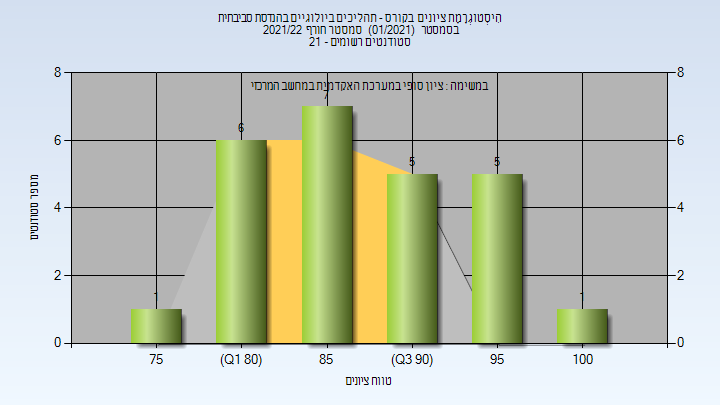 היסטוגרמת ציונים בקורס - תהליכים ביולוגיים בהנדסת סביבתית
בסמסטר (01/2021) סמסטר חורף 2021/22
סטודנטים רשומים - 21
במשימה : ציון סופי במערכת האקדמית במחשב המרכזי
8 8
6 6
4 4
2 2
0 0
1 6 7 5 5 1
מספר סטודנטים
75 (Q1 80) 85 (Q3 90) 95 100
טווח ציונים